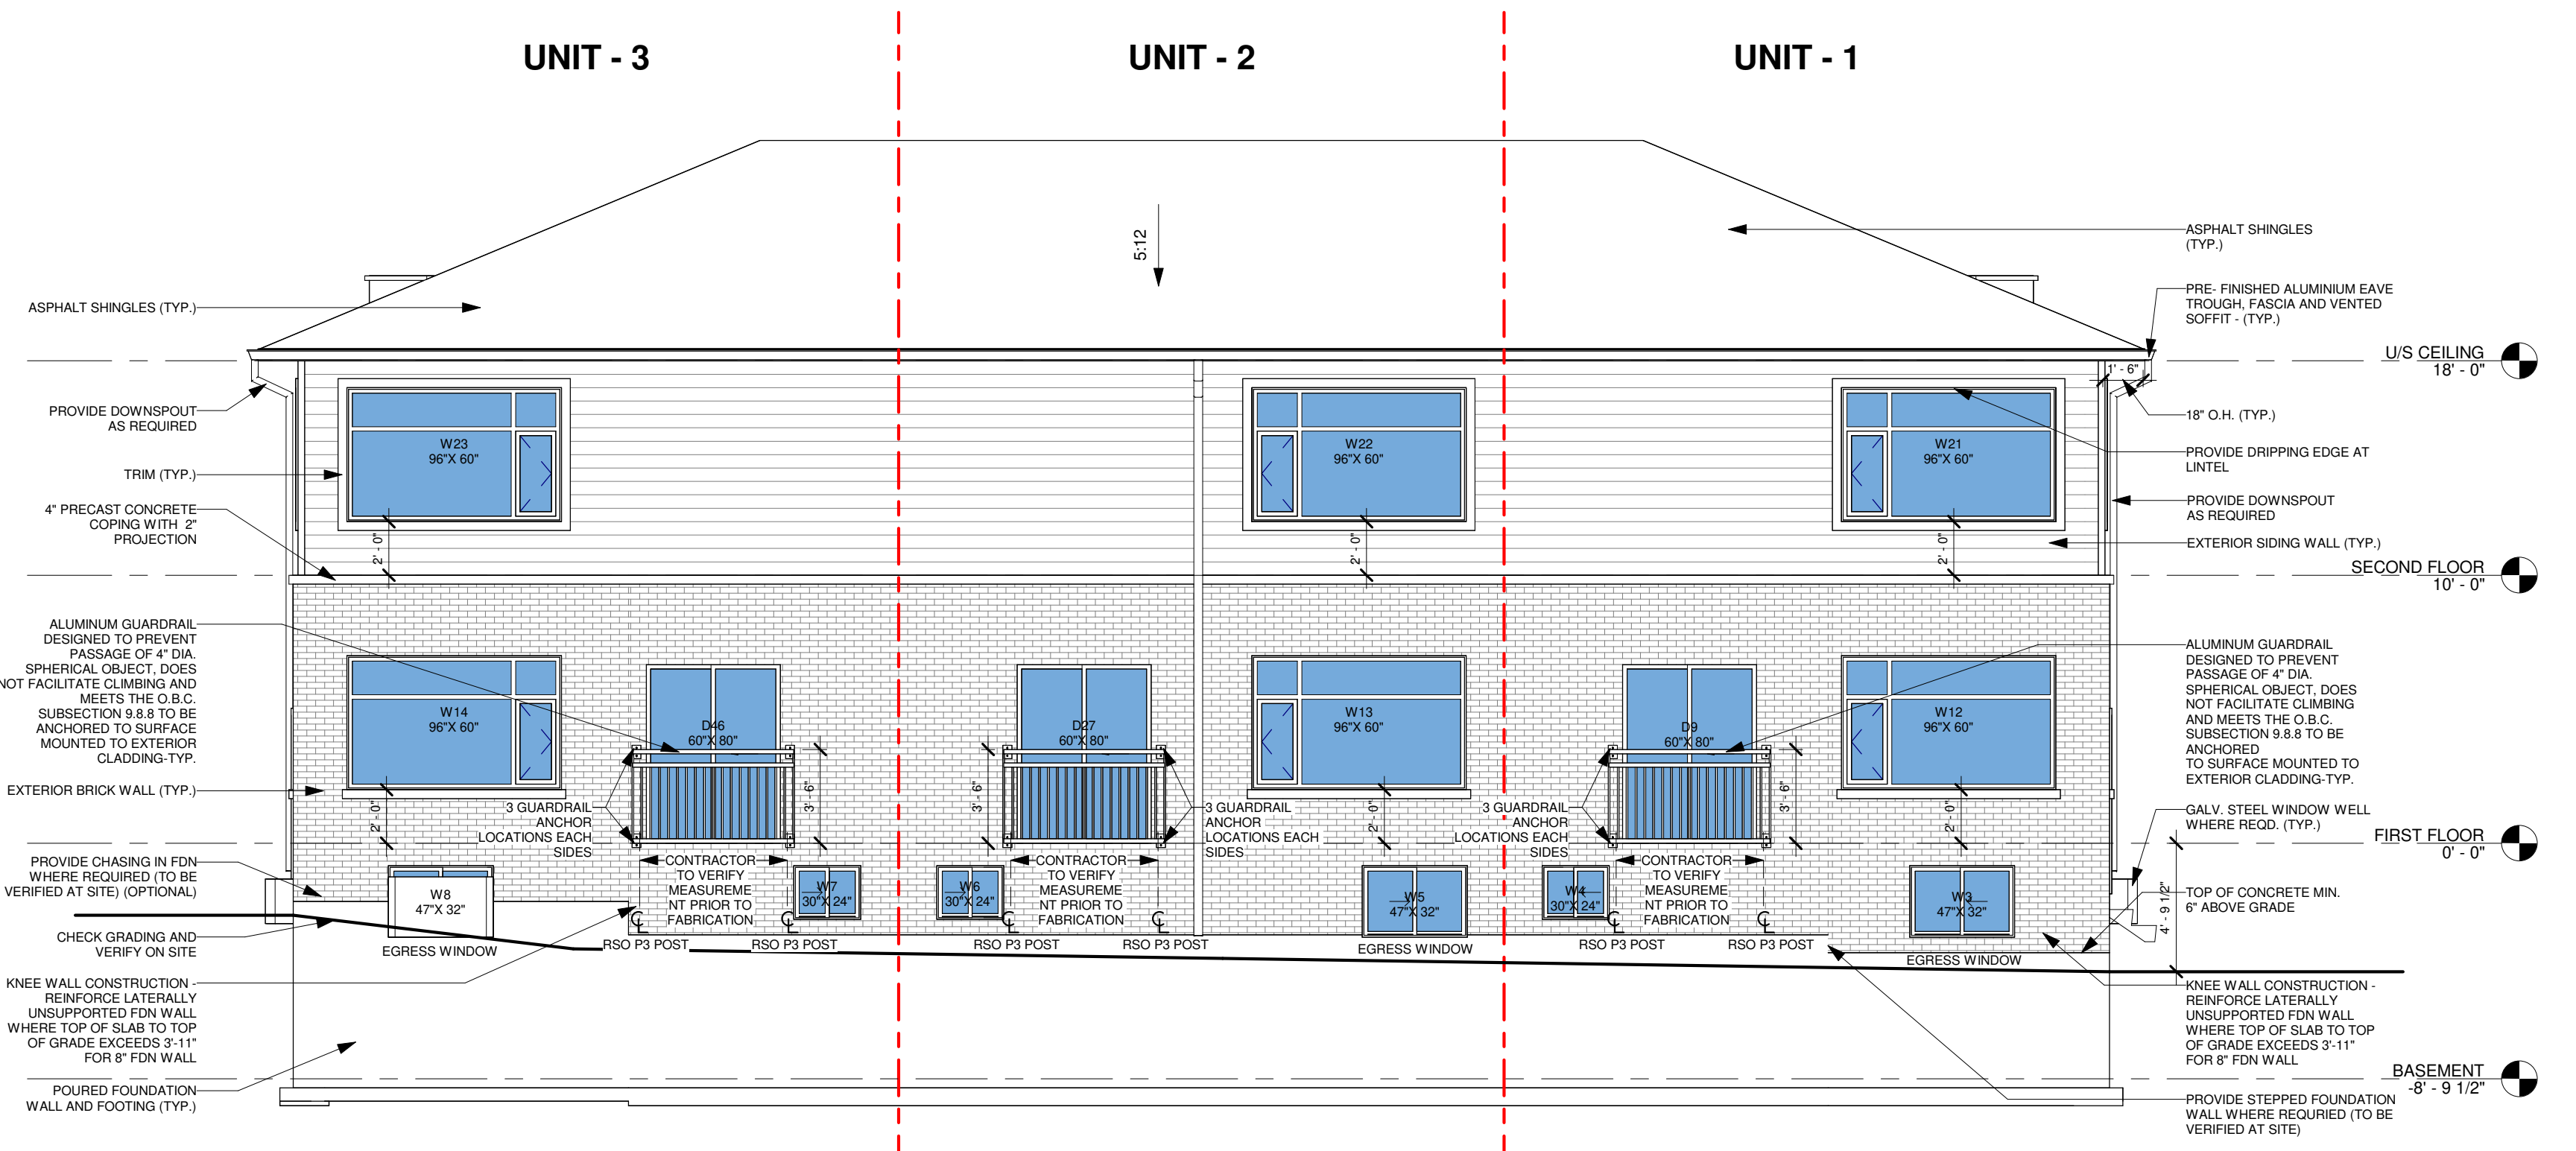 UNIT - 3
UNIT - 2
UNIT - 1
5:12
ASPHALT SHINGLES (TYP.)
PROVIDE DOWNSPOUT
AS REQUIRED
TRIM (TYP.)
4" PRECAST CONCRETE
COPING WITH 2"
PROJECTION
ALUMINUM GUARDRAIL
DESIGNED TO PREVENT
PASSAGE OF 4" DIA.
SPHERICAL OBJECT, DOES
NOT FACILITATE CLIMBING AND
MEETS THE O.B.C.
SUBSECTION 9.8.8 TO BE
ANCHORED TO SURFACE
MOUNTED TO EXTERIOR
CLADDING-TYP.
EXTERIOR BRICK WALL (TYP.)
PROVIDE CHASING IN FDN
WHERE REQUIRED (TO BE
VERIFIED AT SITE) (OPTIONAL)
CHECK GRADING AND
VERIFY ON SITE
KNEE WALL CONSTRUCTION -
REINFORCE LATERALLY
UNSUPPORTED FDN WALL
WHERE TOP OF SLAB TO TOP
OF GRADE EXCEEDS 3'-11"
FOR 8" FDN WALL
POURED FOUNDATION
WALL AND FOOTING (TYP.)
W23
96"X 60"
W22
96"X 60"
W21
96"X 60"
2' - 0"
2' - 0"
2' - 0"
W14
96"X 60"
D46
60"X 80"
D27
60"X 80"
W13
96"X 60"
D9
60"X 80"
W12
96"X 60"
2' - 0"
3' - 6"
3' - 6"
2' - 0"
3' - 6"
2' - 0"
3 GUARDRAIL
ANCHOR
LOCATIONS EACH
SIDES
3 GUARDRAIL
ANCHOR
LOCATIONS EACH
SIDES
3 GUARDRAIL
ANCHOR
LOCATIONS EACH
SIDES
CONTRACTOR
TO VERIFY
MEASUREME
NT PRIOR TO
FABRICATION
CONTRACTOR
TO VERIFY
MEASUREME
NT PRIOR TO
FABRICATION
CONTRACTOR
TO VERIFY
MEASUREME
NT PRIOR TO
FABRICATION
W8
47"X 32"
W7
30"X 24"
W6
30"X 24"
W5
47"X 32"
W4
30"X 24"
W3
47"X 32"
CL
CL
CL
CL
CL
CL
EGRESS WINDOW
RSO P3 POST
RSO P3 POST
RSO P3 POST
RSO P3 POST
EGRESS WINDOW
RSO P3 POST
RSO P3 POST
EGRESS WINDOW
ASPHALT SHINGLES
(TYP.)
PRE- FINISHED ALUMINIUM EAVE
TROUGH, FASCIA AND VENTED
SOFFIT - (TYP.)
U/S CEILING
18' - 0"
1' - 6"
18" O.H. (TYP.)
PROVIDE DRIPPING EDGE AT
LINTEL
PROVIDE DOWNSPOUT
AS REQUIRED
EXTERIOR SIDING WALL (TYP.)
SECOND FLOOR
10' - 0"
ALUMINUM GUARDRAIL
DESIGNED TO PREVENT
PASSAGE OF 4" DIA.
SPHERICAL OBJECT, DOES
NOT FACILITATE CLIMBING
AND MEETS THE O.B.C.
SUBSECTION 9.8.8 TO BE
ANCHORED
TO SURFACE MOUNTED TO
EXTERIOR CLADDING-TYP.
GALV. STEEL WINDOW WELL
WHERE REQD. (TYP.)
FIRST FLOOR
0' - 0"
4' - 9 1/2"
TOP OF CONCRETE MIN.
6" ABOVE GRADE
KNEE WALL CONSTRUCTION -
REINFORCE LATERALLY
UNSUPPORTED FDN WALL
WHERE TOP OF SLAB TO TOP
OF GRADE EXCEEDS 3'-11"
FOR 8" FDN WALL
BASEMENT
-8' - 9 1/2"
PROVIDE STEPPED FOUNDATION
WALL WHERE REQURIED (TO BE
VERIFIED AT SITE)